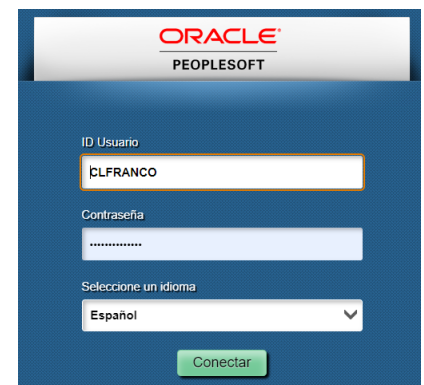 ORACLE
PEOPLESOFT
ID Usuario
CLFRANCO
Contraseña
••••••••••••••
Seleccione un idioma
Español
Conectar